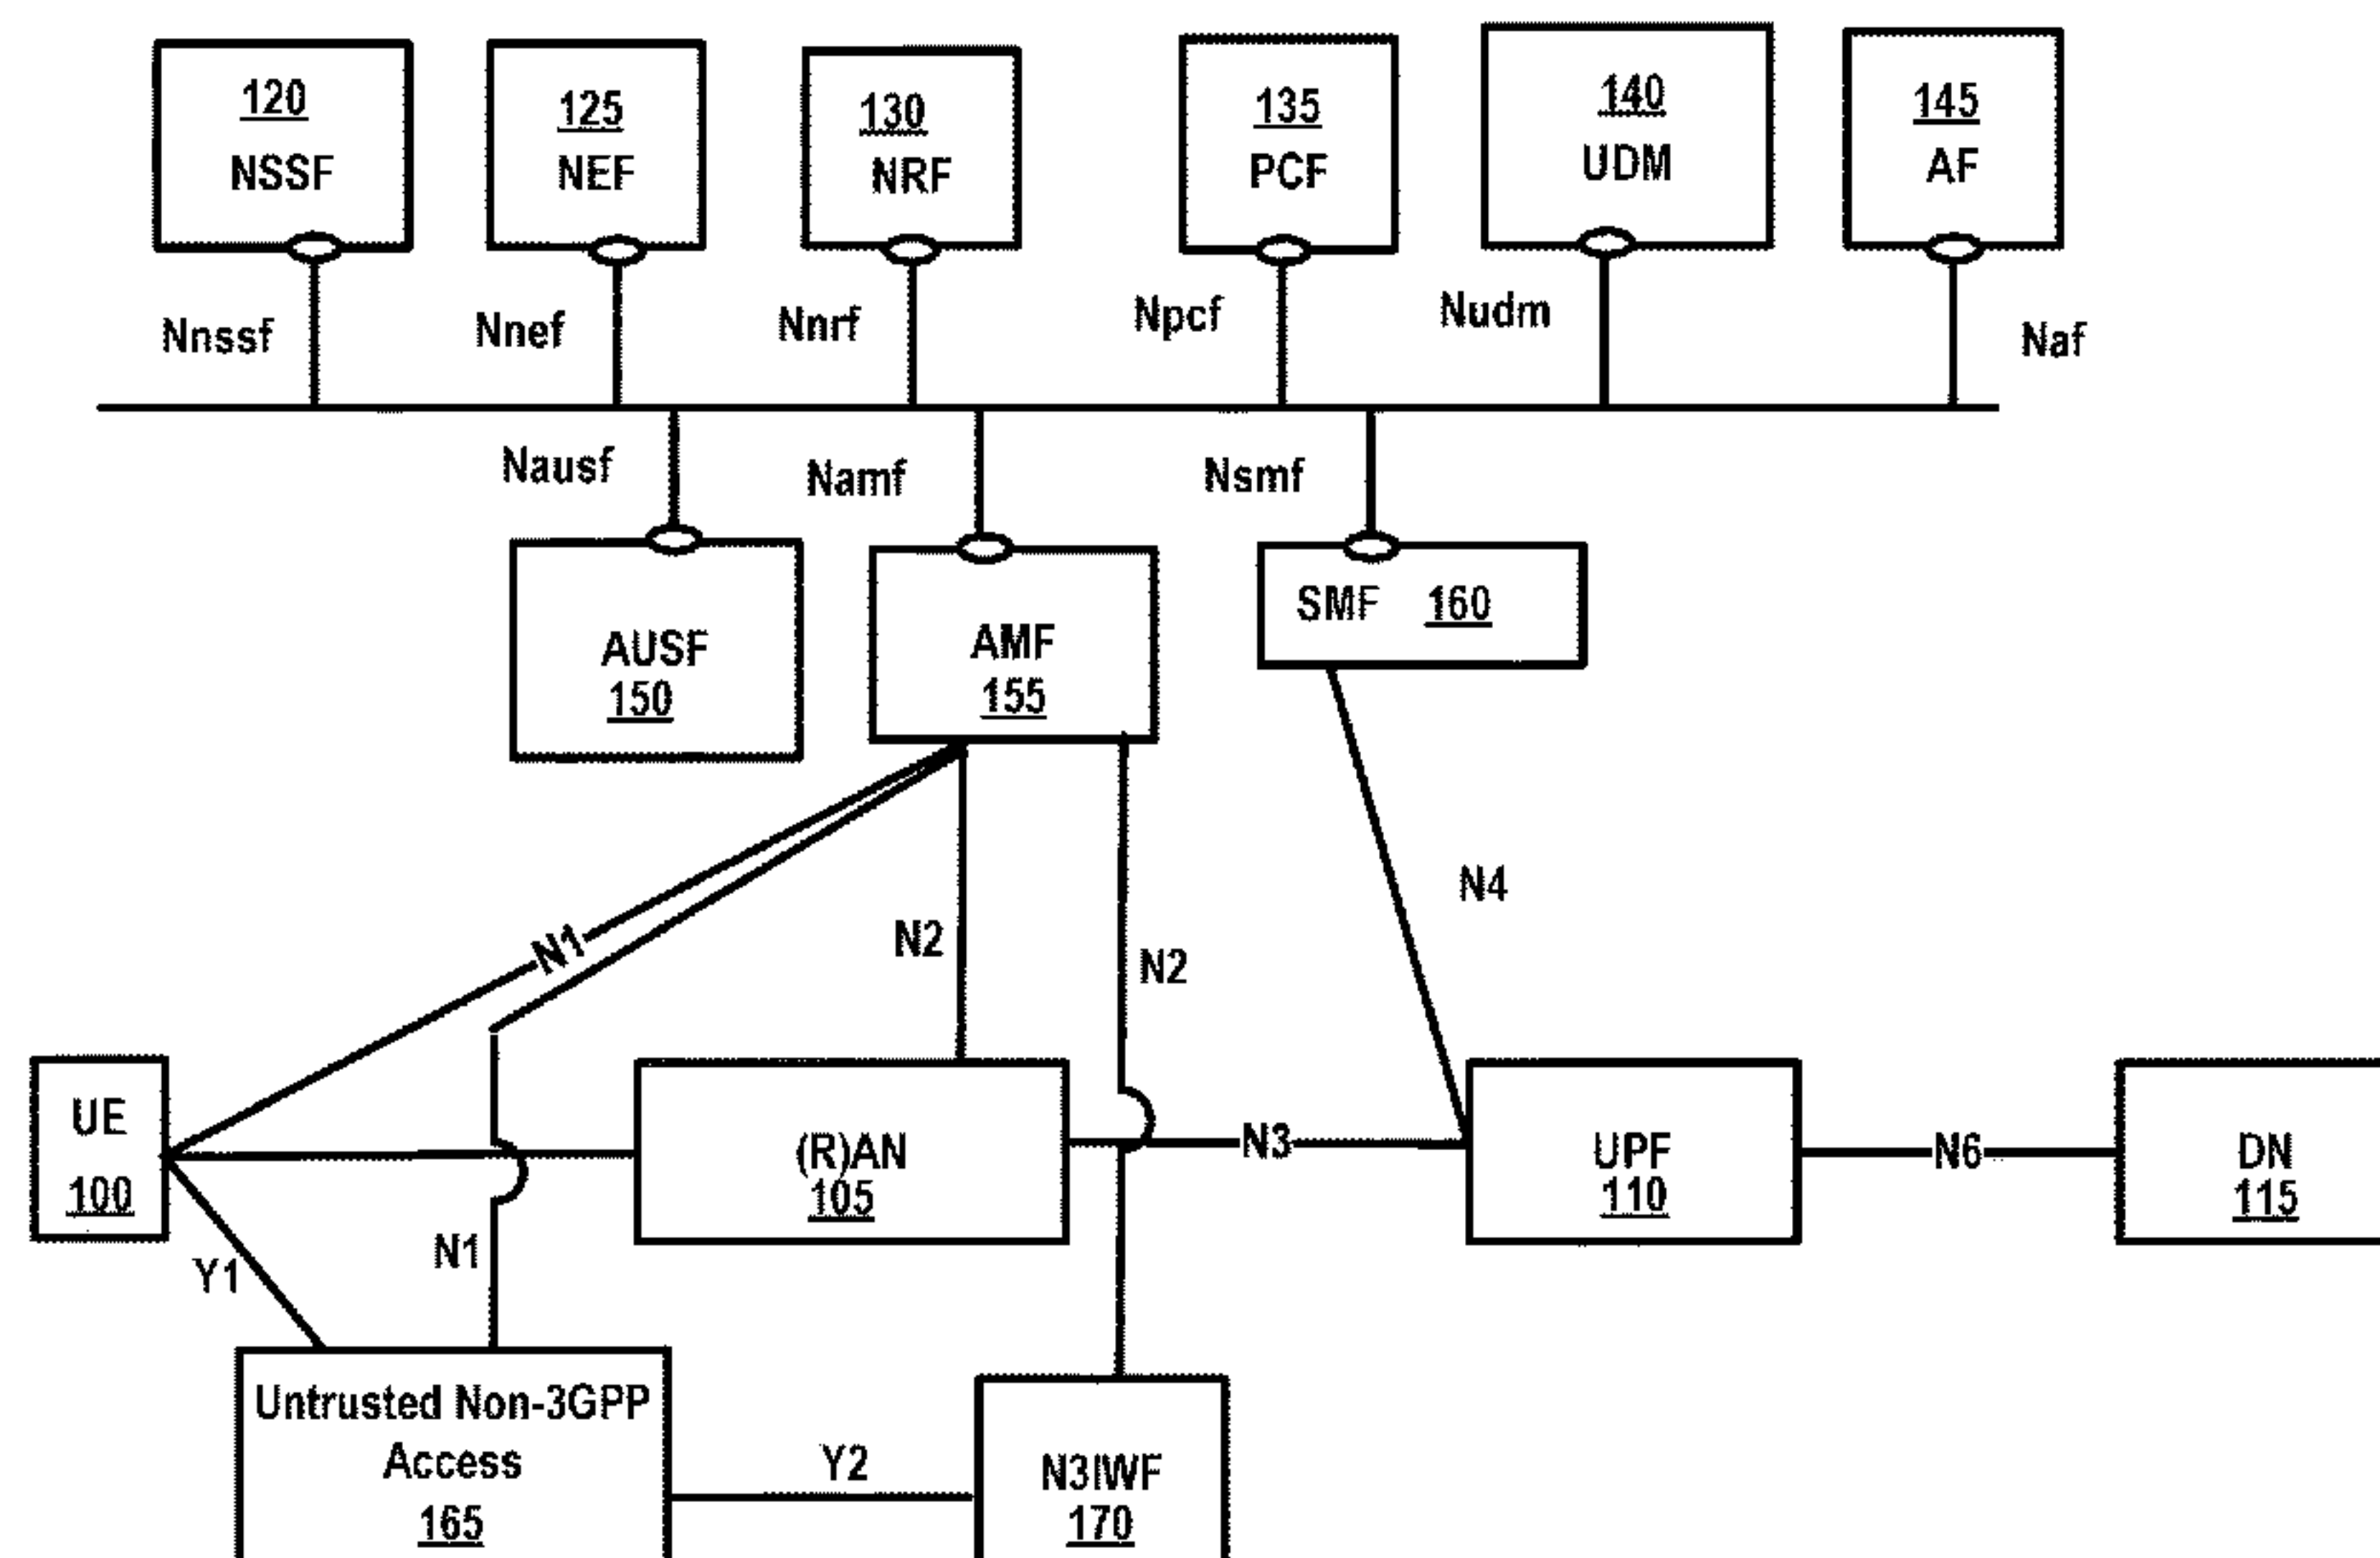 120
NSSF
125
NEF
130
NRF
135
PCF
140
UDM
145
AF
Nnssf
Nnef
Nnrf
Npcf
Nudm
Naf
Nausf
Namf
Nsmf
AUSF
150
AMF
155
SMF 160
N1
N2
N2
N4
UE
100
(R)AN
105
N3
UPF
110
N6
DN
115
Y1
N1
Untrusted Non-3GPP
Access
165
Y2
N3IWF
170